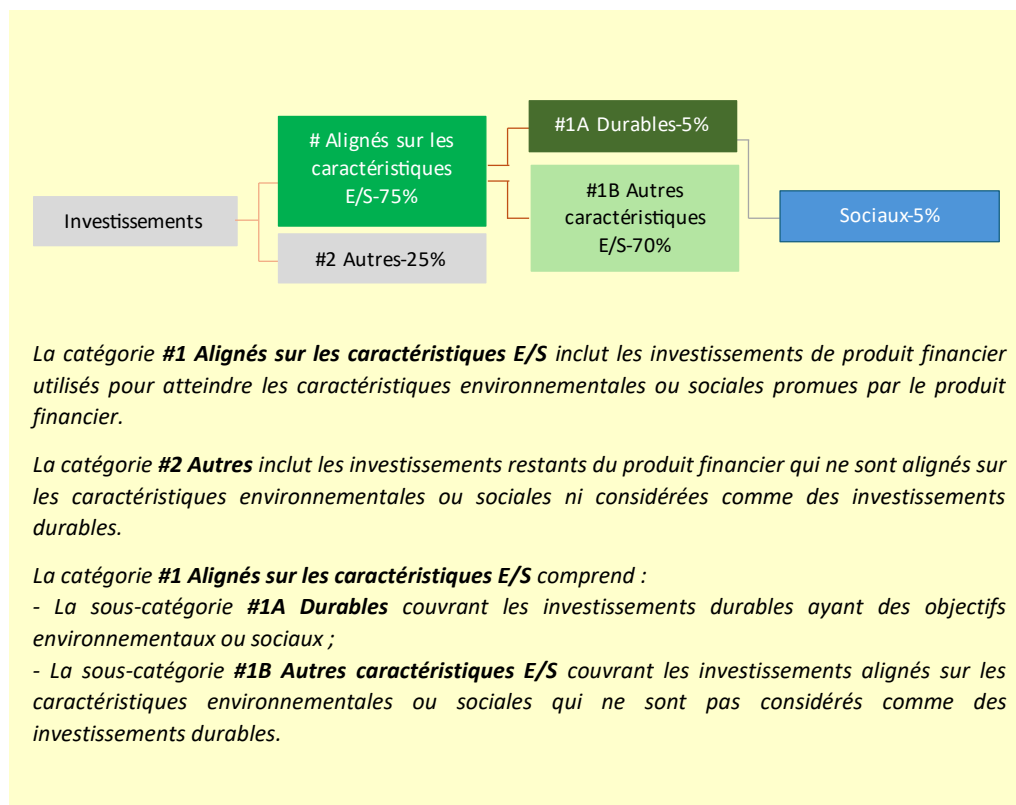 Investissements
# Alignés sur les
caractéristiques
E/S-75%
#2 Autres-25%
#1A Durables-5%
#1B Autres
caractéristiques
E/S-70%
Sociaux-5%
La catégorie #1 Alignés sur les caractéristiques E/S inclut les investissements de produit financier
utilisés pour atteindre les caractéristiques environnementales ou sociales promues par le produit
financier.
La catégorie #2 Autres inclut les investissements restants du produit financier qui ne sont alignés sur
les caractéristiques environnementales ou sociales ni considérées comme des investissements
durables.
La catégorie #1 Alignés sur les caractéristiques E/S comprend :
- La sous-catégorie #1A Durables couvrant les investissements durables ayant des objectifs
environnementaux ou sociaux ;
- La sous-catégorie #1B Autres caractéristiques E/S couvrant les investissements alignés sur les
caractéristiques environnementales ou sociales qui ne sont pas considérés comme des
investissements durables.